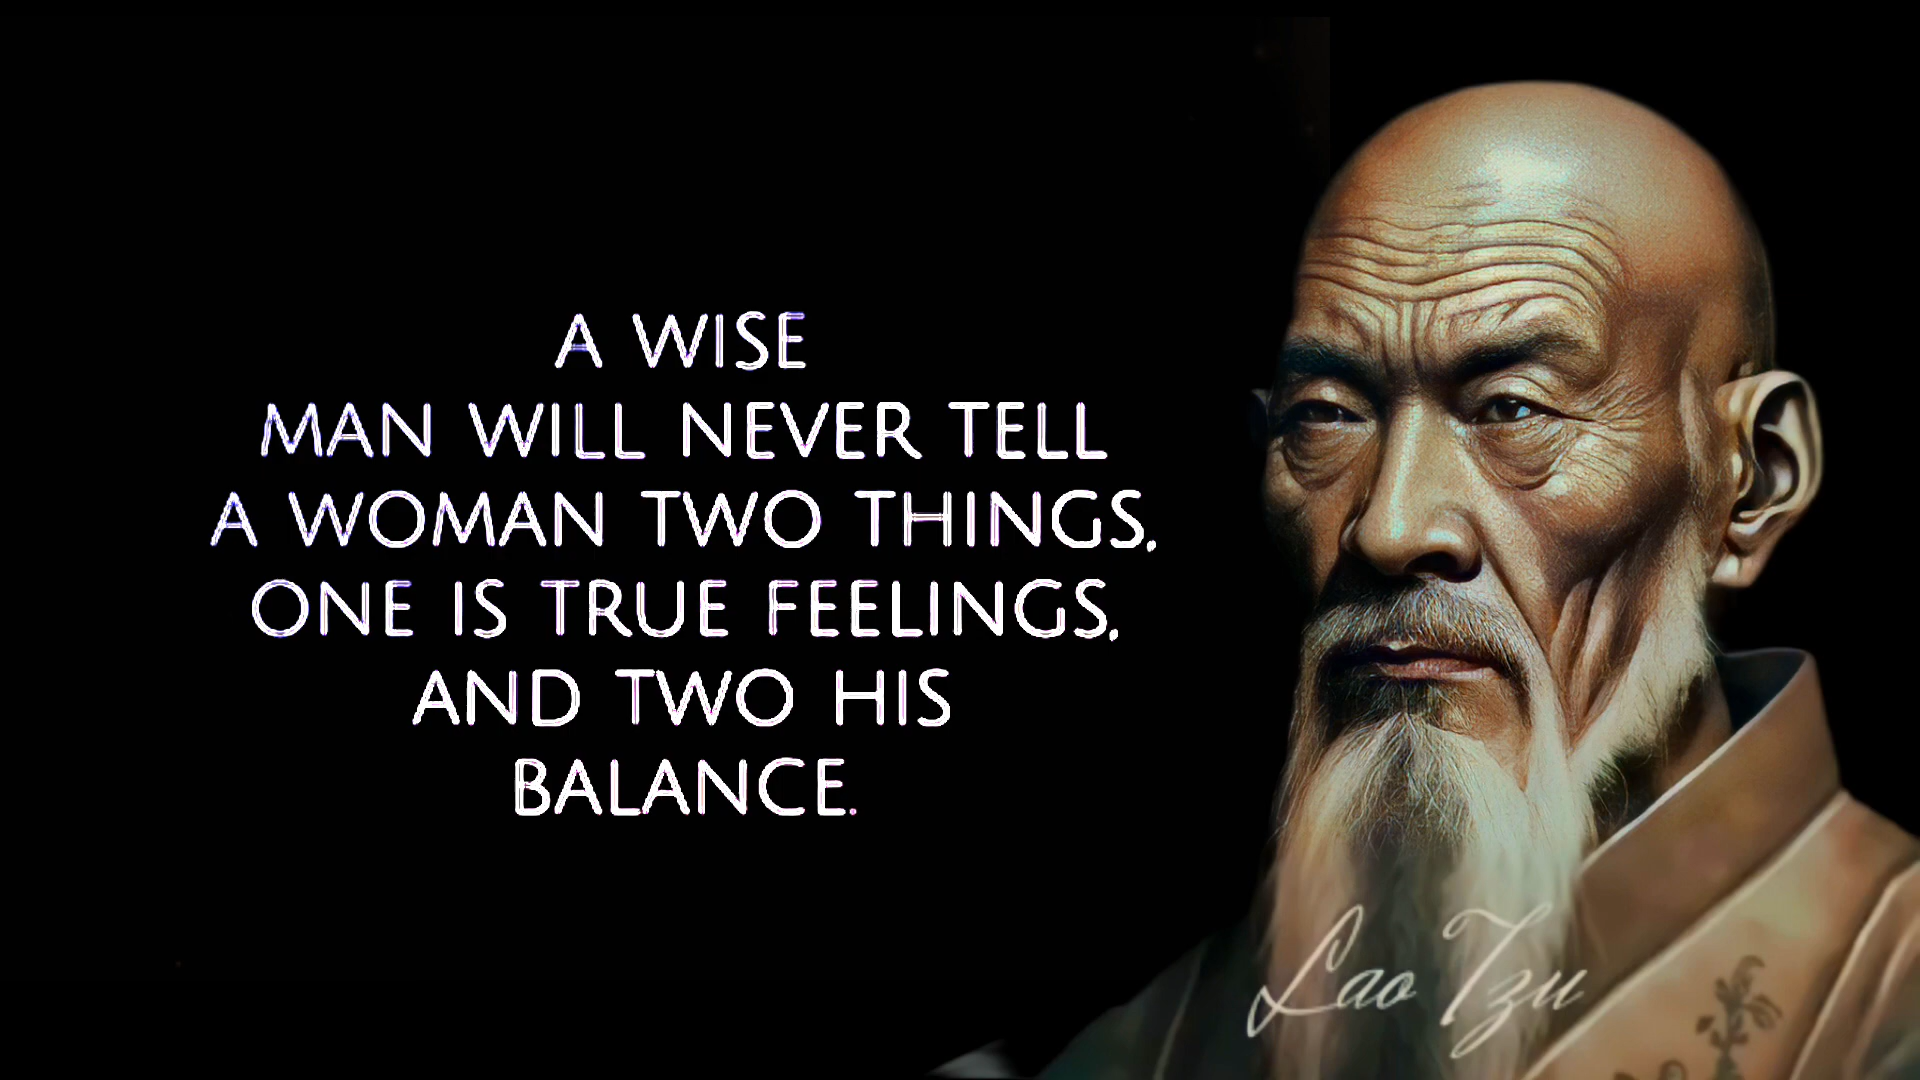 A WISE
MAN WILL NEVER TELL
A WOMAN TWO THINGS,
ONE IS TRUE FEELINGS,
AND TWO HIS
BALANCE.
Lao Tzu